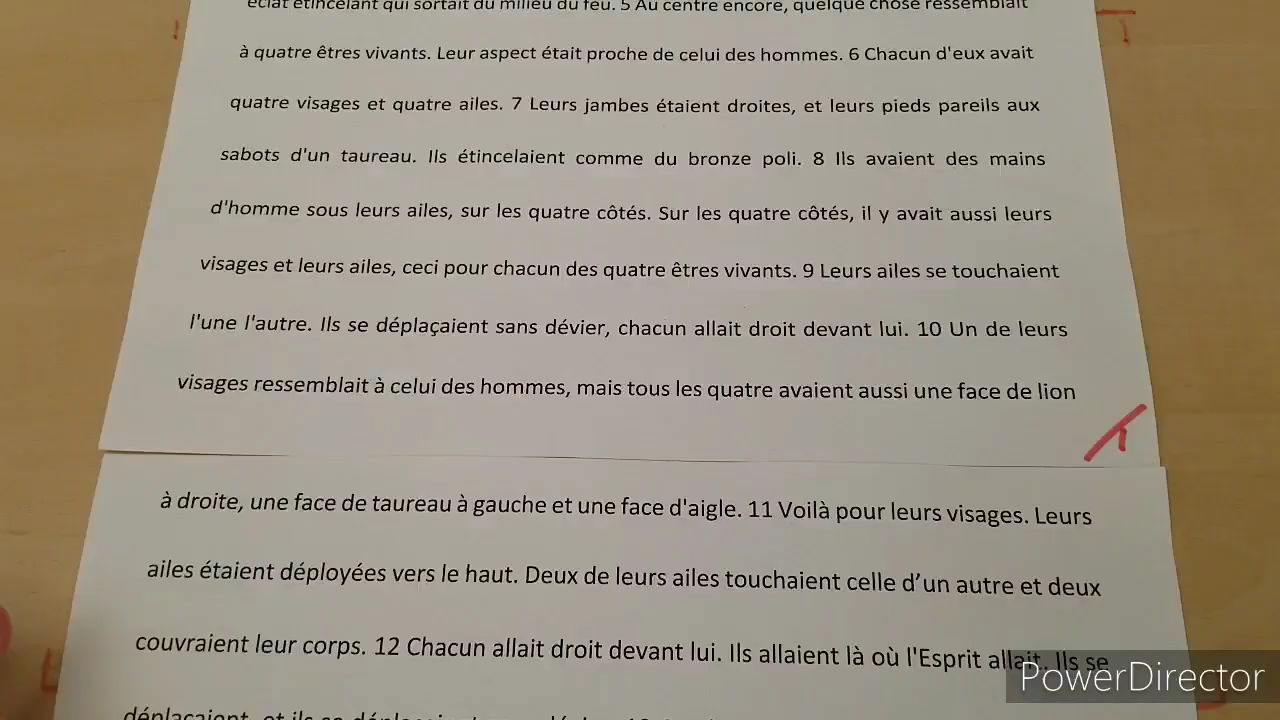 éclat étincelant qui sortait du milieu du feu. 5 Au centre encore, quelque chose ressemblait
à quatre êtres vivants. Leur aspect était proche de celui des hommes. 6 Chacun d'eux avait
quatre visages et quatre ailes. 7 Leurs jambes étaient droites, et leurs pieds pareils aux
sabots d'un taureau. Ils étincelaient comme du bronze poli. 8 Ils avaient des mains
d'homme sous leurs ailes, sur les quatre côtés. Sur les quatre côtés, il y avait aussi leurs
visages et leurs ailes, ceci pour chacun des quatre êtres vivants. 9 Leurs ailes se touchaient
l'une l'autre. Ils se déplaçaient sans dévier, chacun allait droit devant lui. 10 Un de leurs
visages ressemblait à celui des hommes, mais tous les quatre avaient aussi une face de lion
à droite, une face de taureau à gauche et une face d'aigle. 11 Voilà pour leurs visages. Leurs
ailes étaient déployées vers le haut. Deux de leurs ailes touchaient celle d’un autre et deux
couvraient leur corps. 12 Chacun allait droit devant lui. Ils allaient là où l'Esprit allait. Ils se
déplaçaient, et ils se
PowerDirector